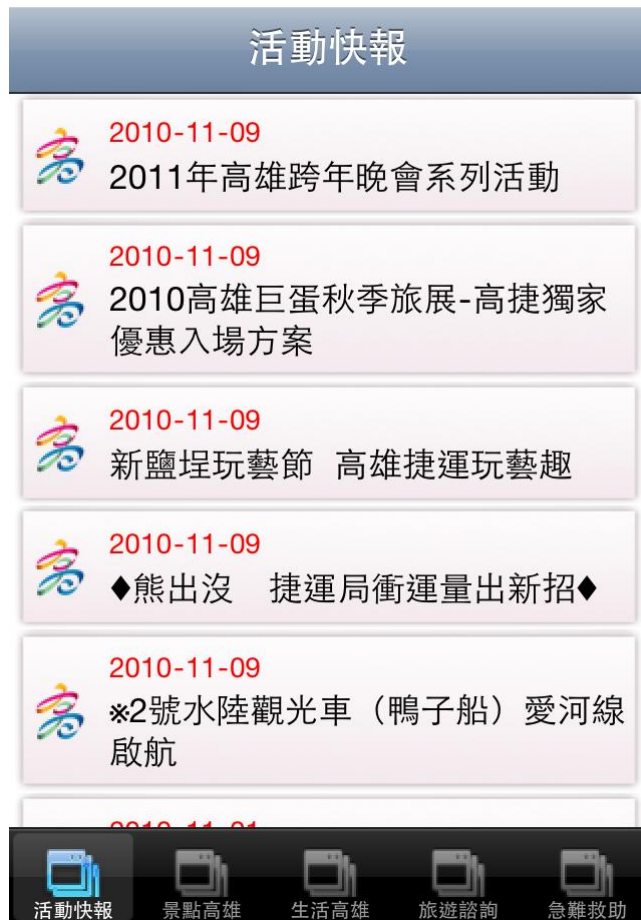 活動快報
2010-11-09
2011年高雄跨年晚會系列活動
2010-11-09
2010高雄巨蛋秋季旅展-高捷獨家
優惠入場方案
2010-11-09
新鹽埕玩藝節 高雄捷運玩藝趣
2010-11-09
♦熊出沒 捷運局衝運量出新招♦
2010-11-09
※2號水陸觀光車（鴨子船）愛河線
啟航
活動快報
景點高雄
生活高雄
旅遊諮詢
急難救助